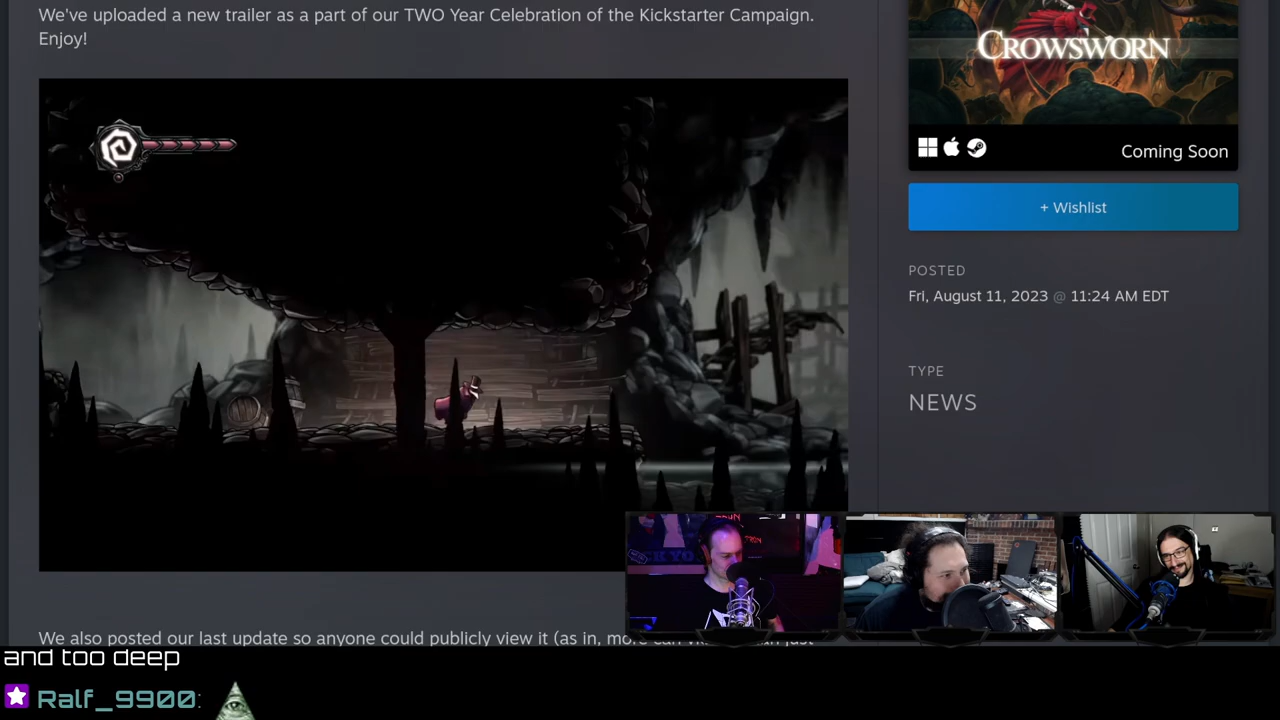 We've uploaded a new trailer as a part of our TWO Year Celebration of the Kickstarter Campaign.
Enjoy!
CROWSWORN
Coming Soon
+ Wishlist
POSTED
Fri, August 11, 2023 @ 11:24 AM EDT
TYPE
NEWS
We also posted our last update so anyone could publicly view it (as in,
and too deep
Ralf_9900: